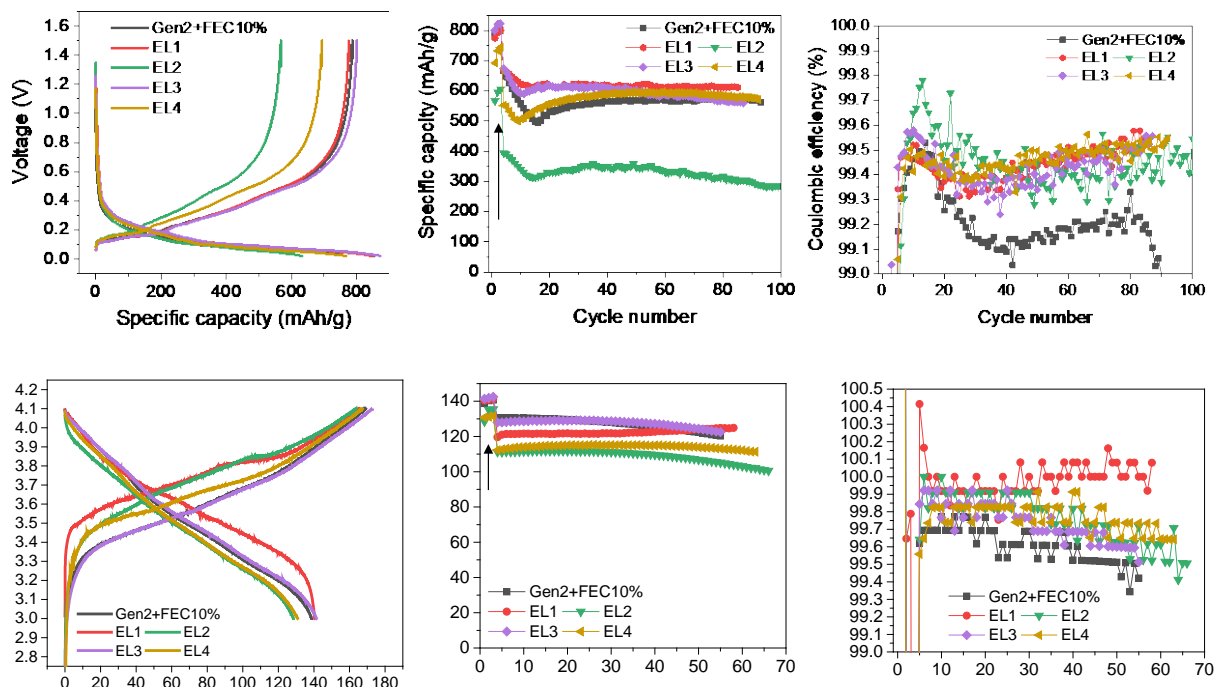 1.6
1.4
1.2
1.0
0.8
0.6
0.4
0.2
0.0
Voltage (V)
Gen2+FEC10%
EL1
EL2
EL3
EL4
0 200 400 600 800
Specific capacity (mAh/g)
900
800
700
600
500
400
300
200
100
0
Specific capcity (mAh/g)
Gen2+FEC10%
EL1 EL2
EL3 EL4
0 20 40 60 80 100
Cycle number
100.0
99.9
99.8
99.7
99.6
99.5
99.4
99.3
99.2
99.1
99.0
Coulombic efficiency (%)
Gen2+FEC10%
EL1 EL2
EL3 EL4
0 20 40 60 80 100
Cycle number
4.2
4.1
4.0
3.9
3.8
3.7
3.6
3.5
3.4
3.3
3.2
3.1
3.0
2.9
2.8
Gen2+FEC10%
EL1 EL2
EL3 EL4
0 20 40 60 80 100 120 140 160 180
140
120
100
80
60
40
20
0
Gen2+FEC10%
EL1
EL2
EL3
EL4
0 10 20 30 40 50 60 70
100.5
100.4
100.3
100.2
100.1
100.0
99.9
99.8
99.7
99.6
99.5
99.4
99.3
99.2
99.1
99.0
Gen2+FEC10%
EL1 EL2
EL3 EL4
0 10 20 30 40 50 60 70